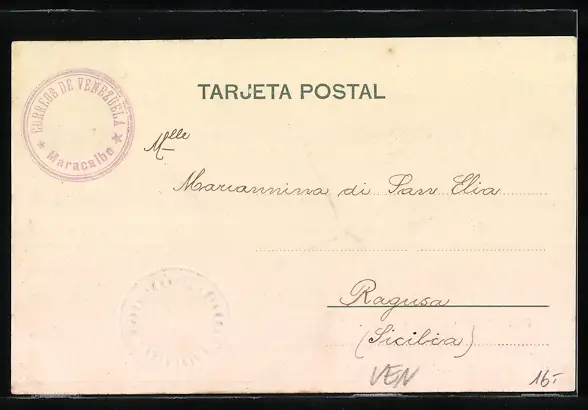 CORREOS DE VENEZUELA
* Maracaibo *
TARJETA POSTAL
Mlle
Mariannina di San Elia
Ragusa
(Sicilia)
VEN
16.-